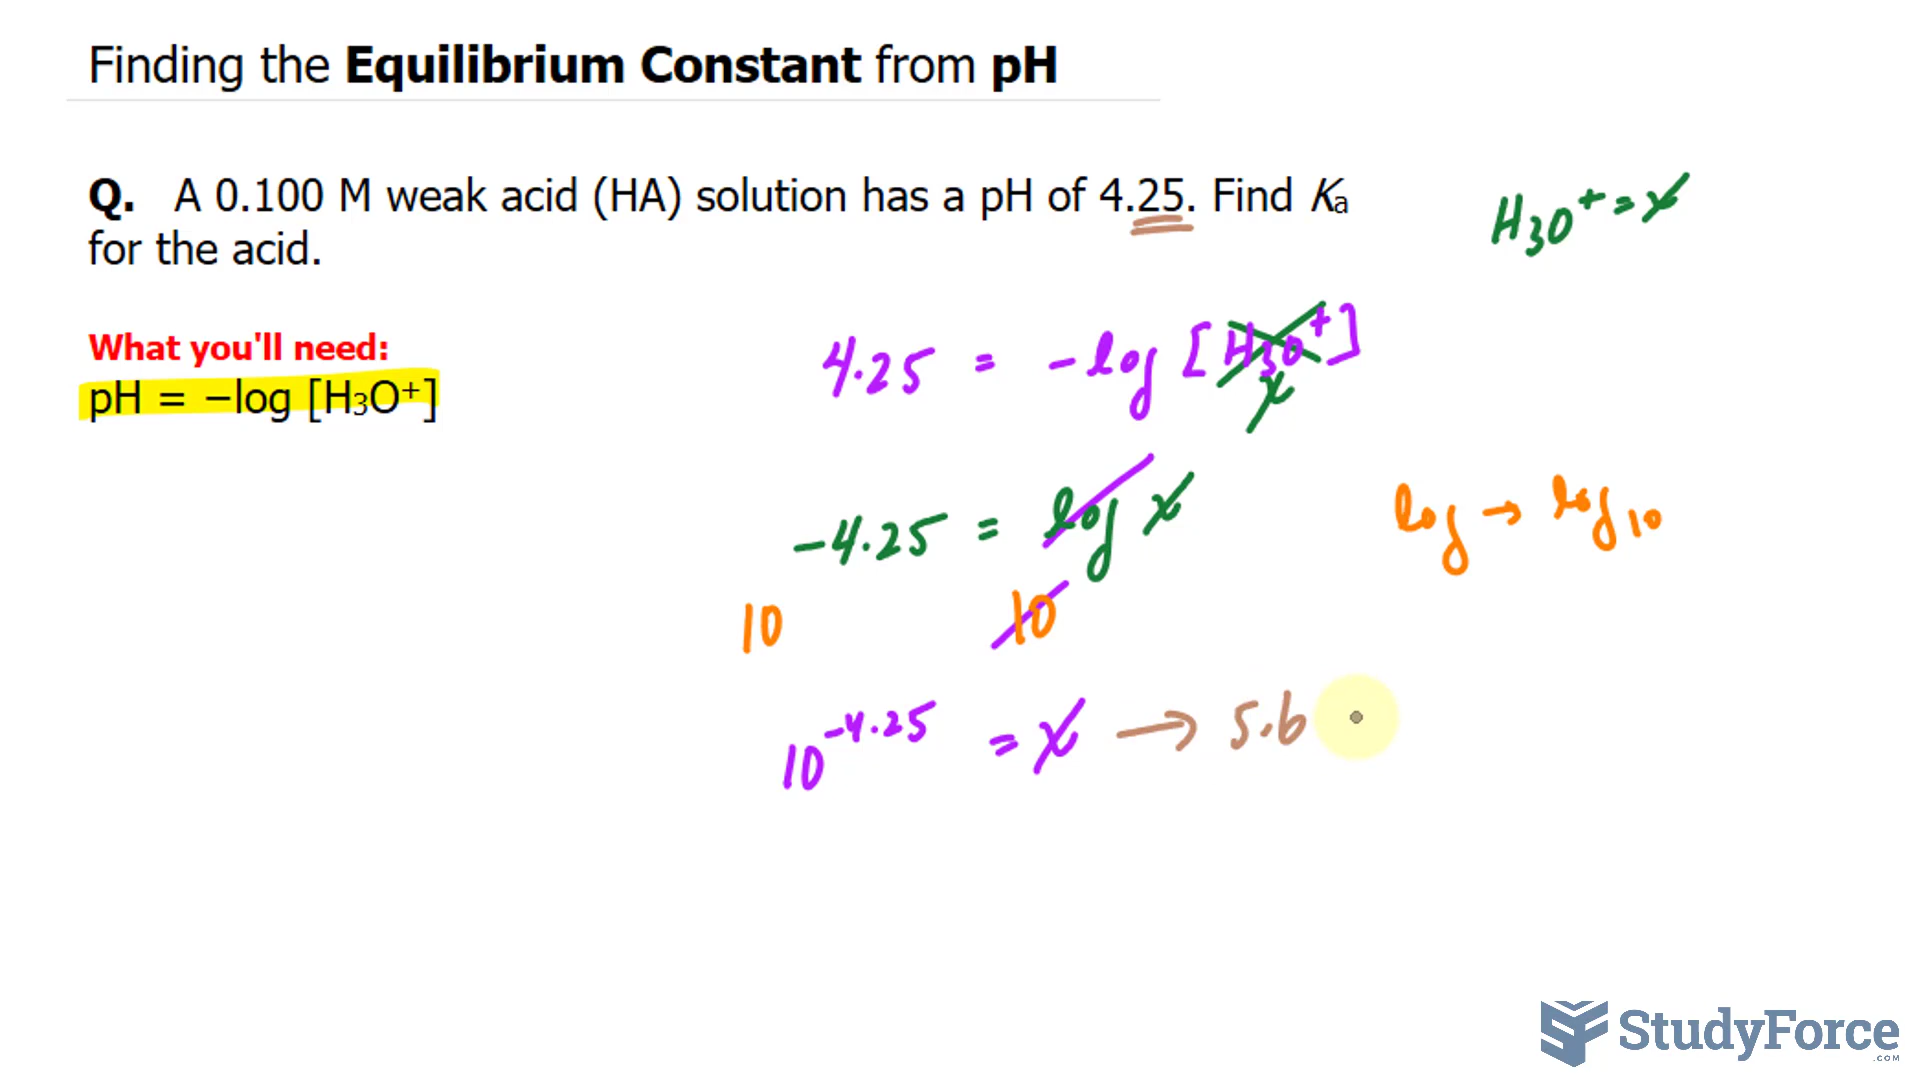 Finding the Equilibrium Constant from pH
Q. A 0.100 M weak acid (HA) solution has a pH of 4.25. Find Ka
for the acid.
H3O+ = x
What you'll need:
pH = −log [H3O+]
4.25 = -log [H3O+]
x
-4.25 = log x
log → log10
10 10
10^-4.25 = x → 5.6
StudyForce
.COM